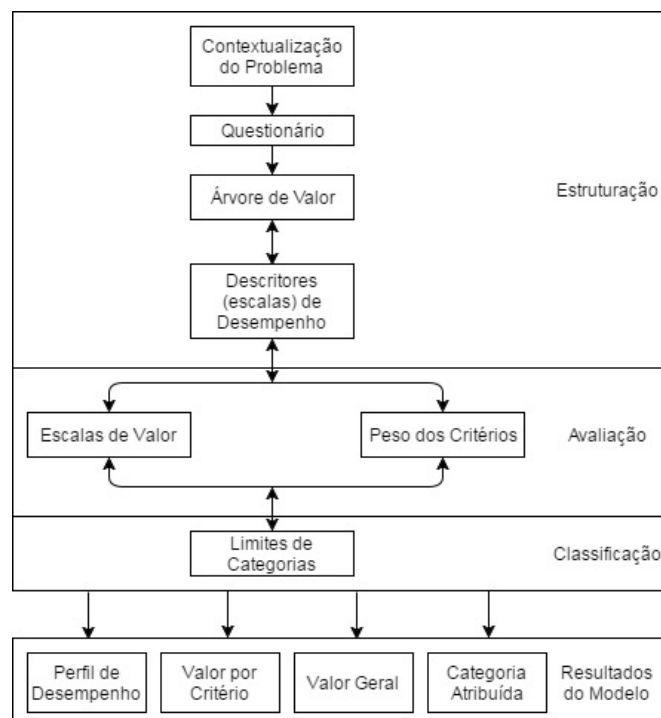 Contextualização
do Problema
Questionário
Árvore de Valor
Estruturação
Descritores
(escalas) de
Desempenho
Escalas de Valor
Peso dos Critérios
Avaliação
Limites de
Categorias
Classificação
Perfil de
Desempenho
Valor por
Critério
Valor Geral
Categoria
Atribuída
Resultados
do Modelo